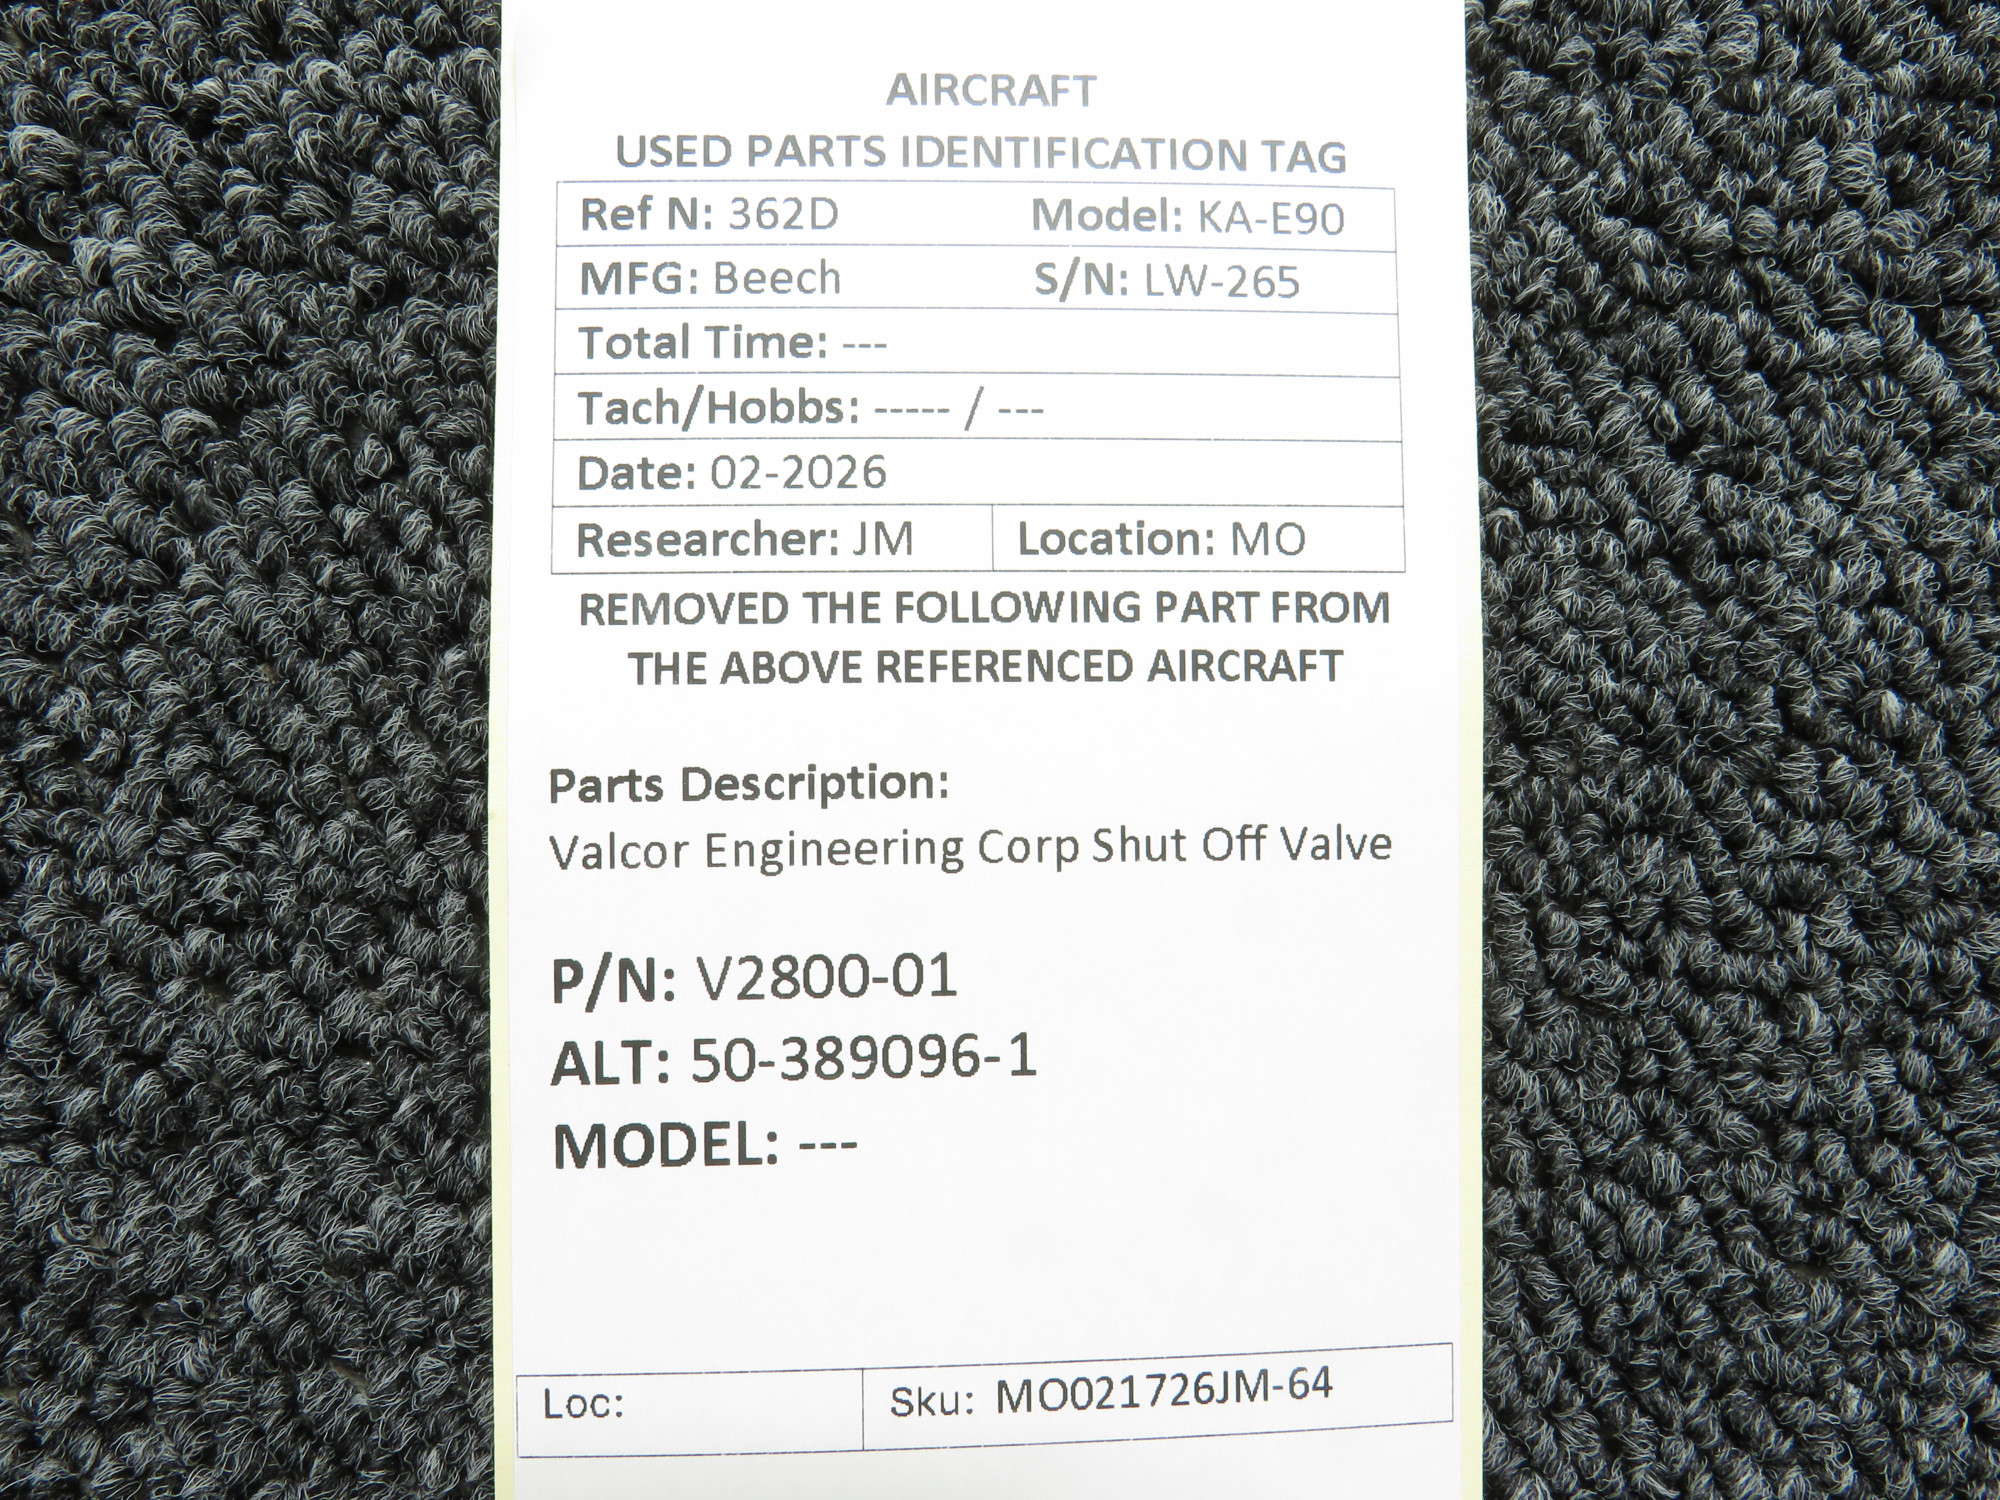 AIRCRAFT
USED PARTS IDENTIFICATION TAG
Ref N: 362D Model: KA-E90
MFG: Beech S/N: LW-265
Total Time: ---
Tach/Hobbs: ----- / ---
Date: 02-2026
Researcher: JM Location: MO
REMOVED THE FOLLOWING PART FROM
THE ABOVE REFERENCED AIRCRAFT
Parts Description:
Valcor Engineering Corp Shut Off Valve
P/N: V2800-01
ALT: 50-389096-1
MODEL: ---
Loc: Sku: MO021726JM-64